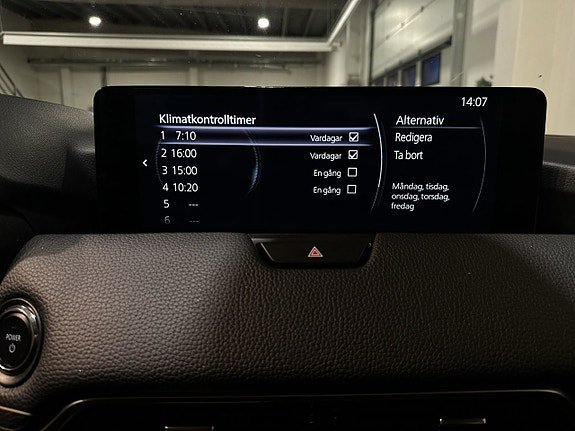 14:07
Klimatkontrolltimer
1 7:10 Vardagar
2 16:00 Vardagar
3 15:00 En gång
4 10:20 En gång
5 ---
6 ---
Alternativ
Redigera
Ta bort
Måndag, tisdag,
onsdag, torsdag,
fredag
POWER